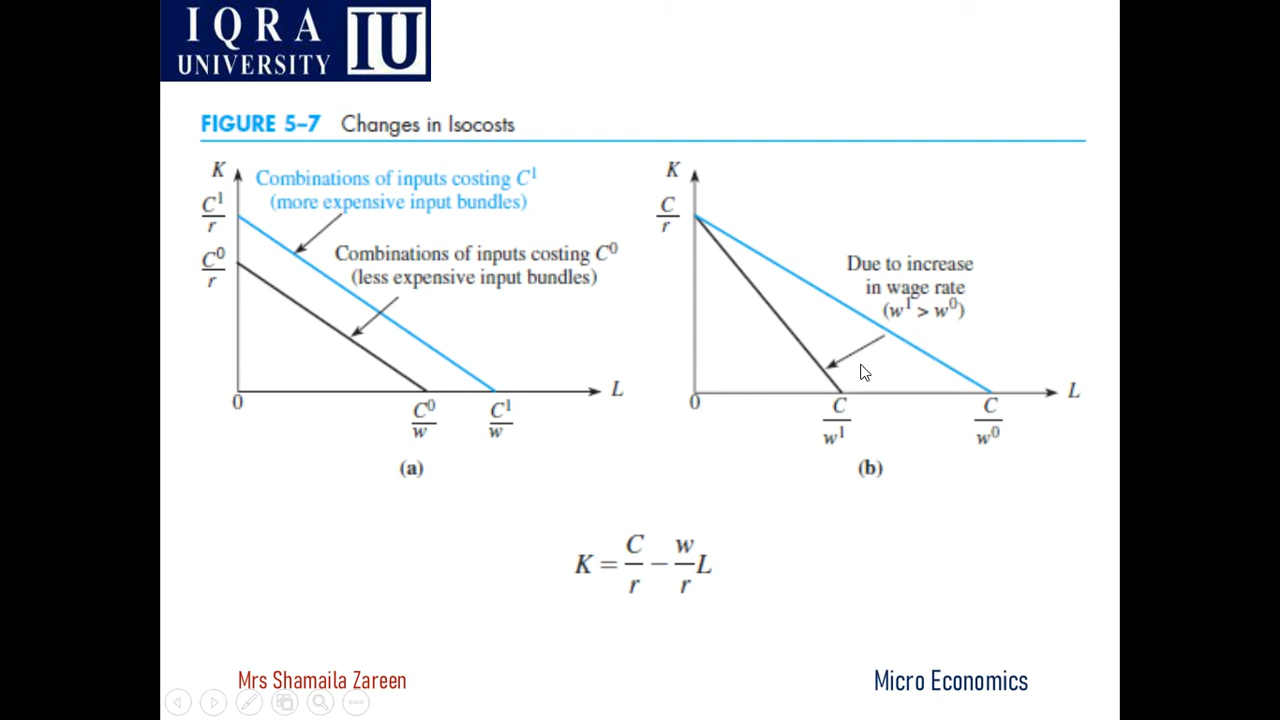 IQRA
UNIVERSITY
IU
FIGURE 5–7 Changes in Isocosts
K
Combinations of inputs costing C¹
(more expensive input bundles)
C¹/r
Combinations of inputs costing C⁰
(less expensive input bundles)
C⁰/r
L
0
C⁰/w
C¹/w
(a)
K
C/r
Due to increase
in wage rate
(w¹ > w⁰)
L
0
C/w¹
C/w⁰
(b)
K = C/r − w/r L
Mrs Shamaila Zareen
Micro Economics